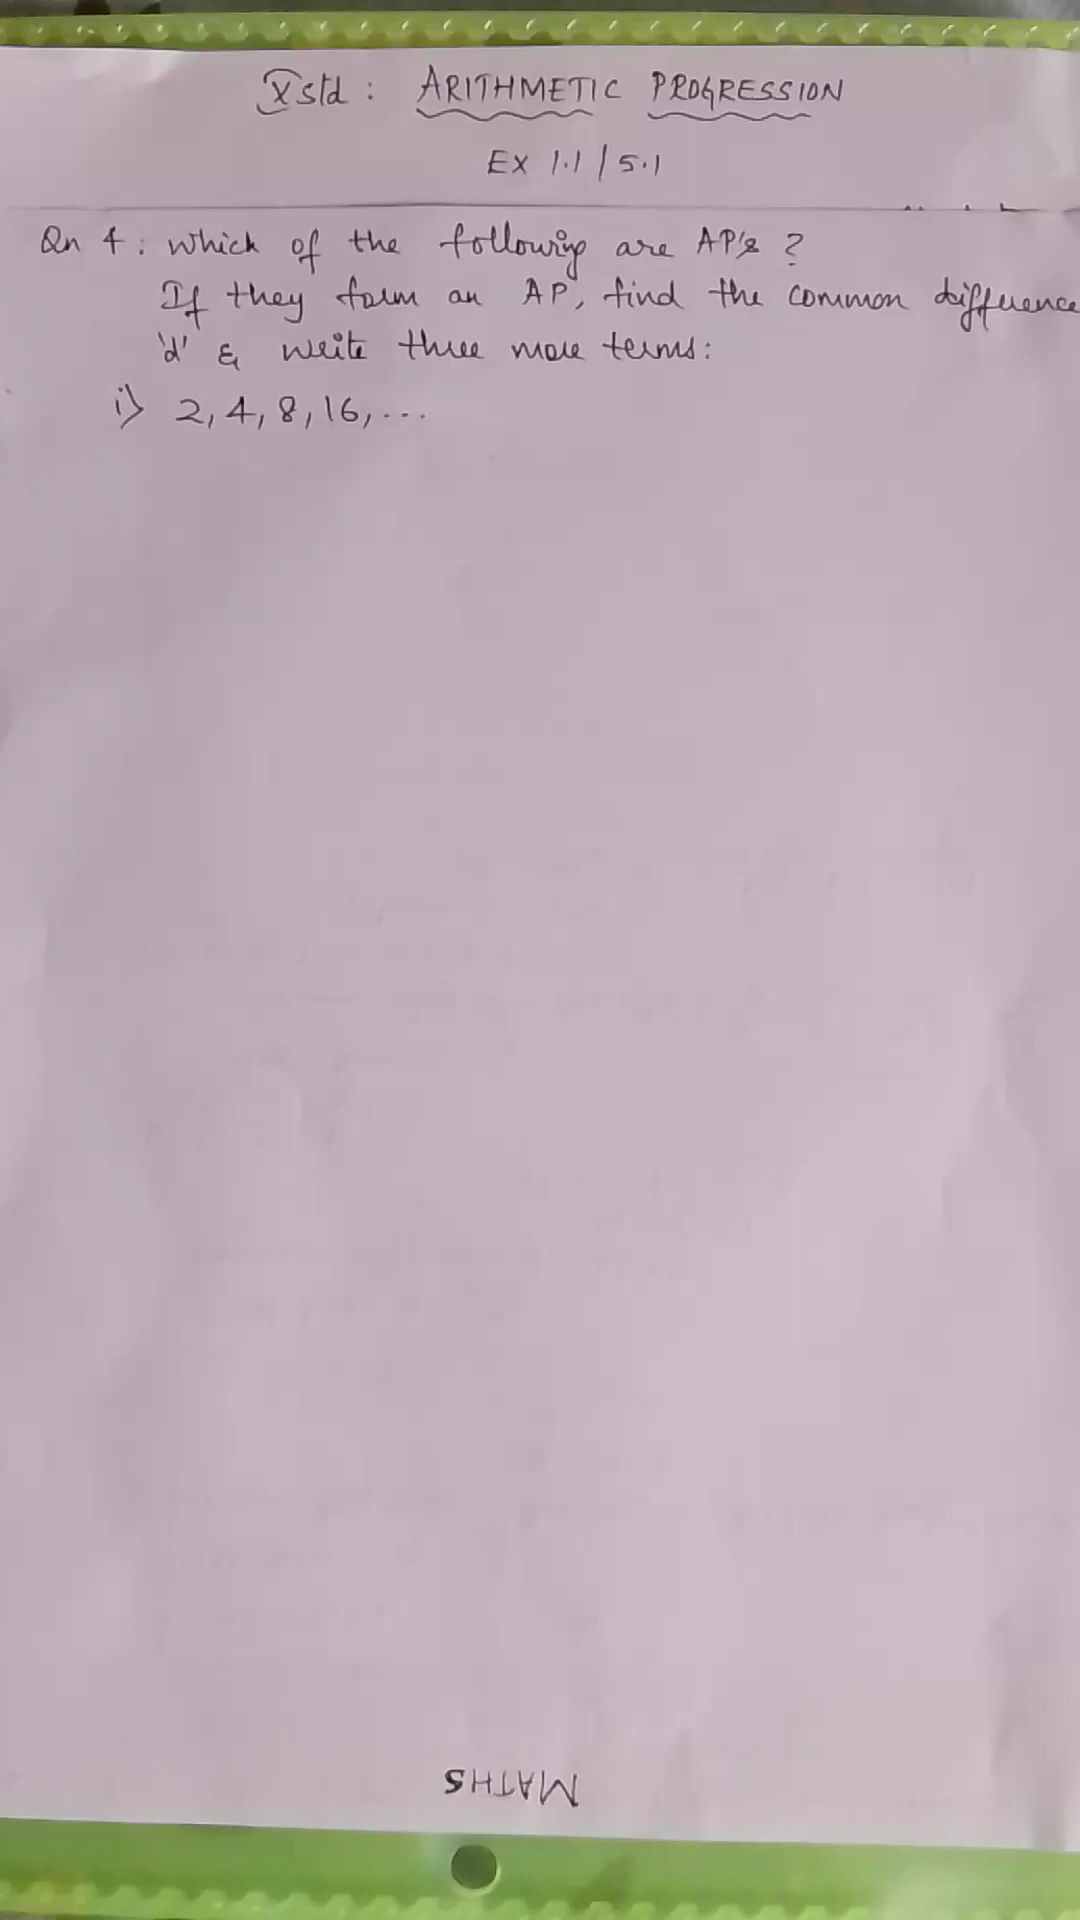 X std : ARITHMETIC PROGRESSION
Ex 1.1 / 5.1
Qn 4 : Which of the following are AP's ?
If they form an AP, find the common difference
'd' & write three more terms:
i) 2, 4, 8, 16, ...
MATHS